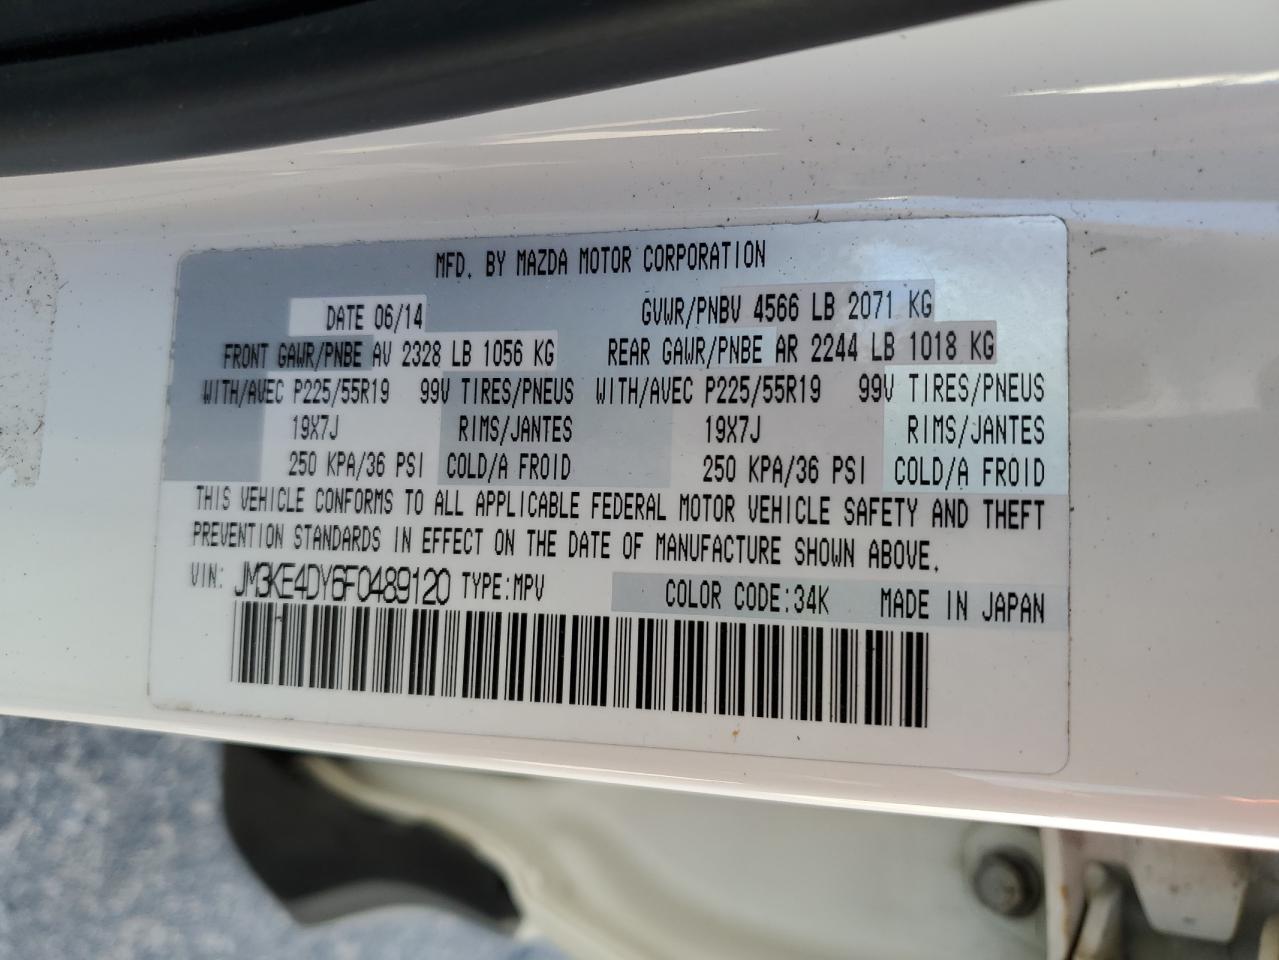 MFD. BY MAZDA MOTOR CORPORATION
DATE 06/14 GVWR/PNBV 4566 LB 2071 KG
FRONT GAWR/PNBE AV 2328 LB 1056 KG REAR GAWR/PNBE AR 2244 LB 1018 KG
WITH/AVEC P225/55R19 99V TIRES/PNEUS WITH/AVEC P225/55R19 99V TIRES/PNEUS
19X7J RIMS/JANTES 19X7J RIMS/JANTES
250 KPA/36 PSI COLD/A FROID 250 KPA/36 PSI COLD/A FROID
THIS VEHICLE CONFORMS TO ALL APPLICABLE FEDERAL MOTOR VEHICLE SAFETY AND THEFT
PREVENTION STANDARDS IN EFFECT ON THE DATE OF MANUFACTURE SHOWN ABOVE.
VIN: JM3KE4DY6F0489120 TYPE:MPV COLOR CODE:34K MADE IN JAPAN